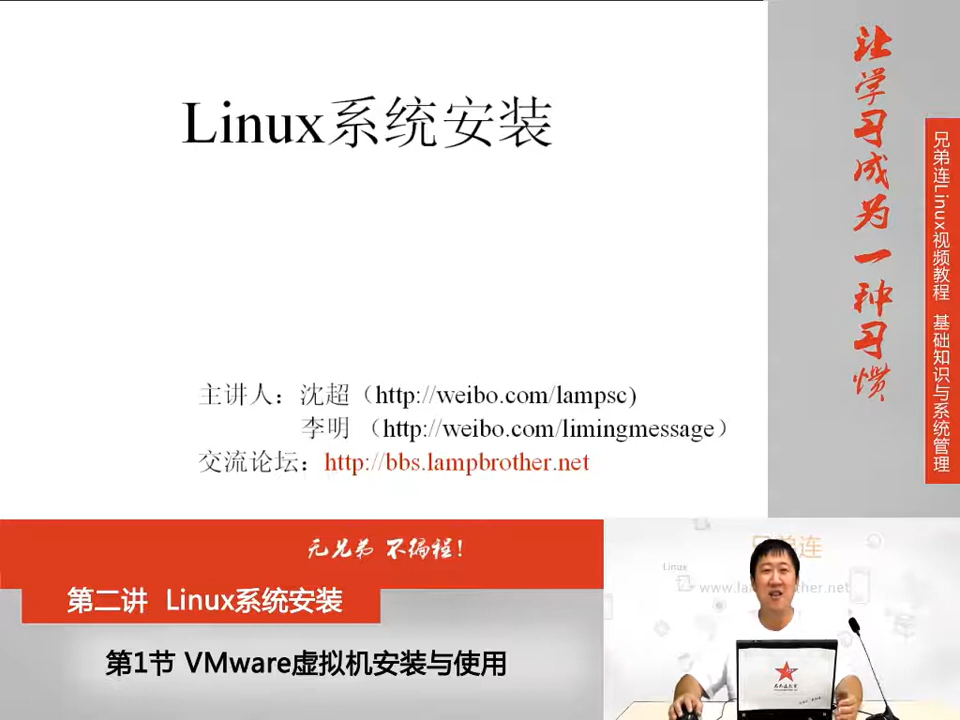 Linux系统安装
主讲人：沈超（http://weibo.com/lampsc)
李明 （http://weibo.com/limingmessage）
交流论坛：http://bbs.lampbrother.net
让学习成为一种习惯
兄弟连Linux视频教程 基础知识与系统管理
无兄弟 不编程!
第二讲 Linux系统安装
第1节 VMware虚拟机安装与使用
兄弟连
Linux